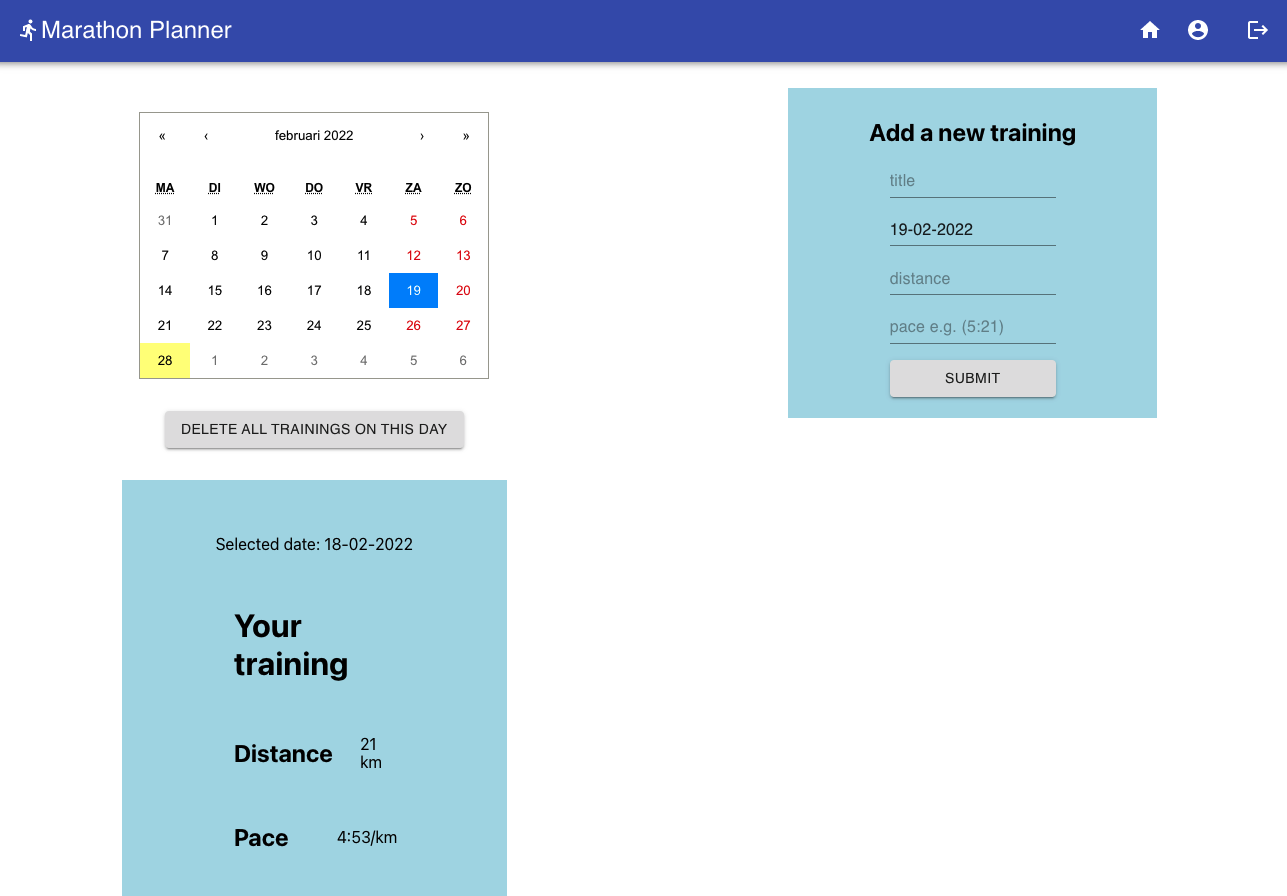 Marathon Planner
« ‹ februari 2022 › »
MA DI WO DO VR ZA ZO
31 1 2 3 4 5 6
7 8 9 10 11 12 13
14 15 16 17 18 19 20
21 22 23 24 25 26 27
28 1 2 3 4 5 6
DELETE ALL TRAININGS ON THIS DAY
Selected date: 18-02-2022
Your
training
Distance
21
km
Pace 4:53/km
Add a new training
title
19-02-2022
distance
pace e.g. (5:21)
SUBMIT